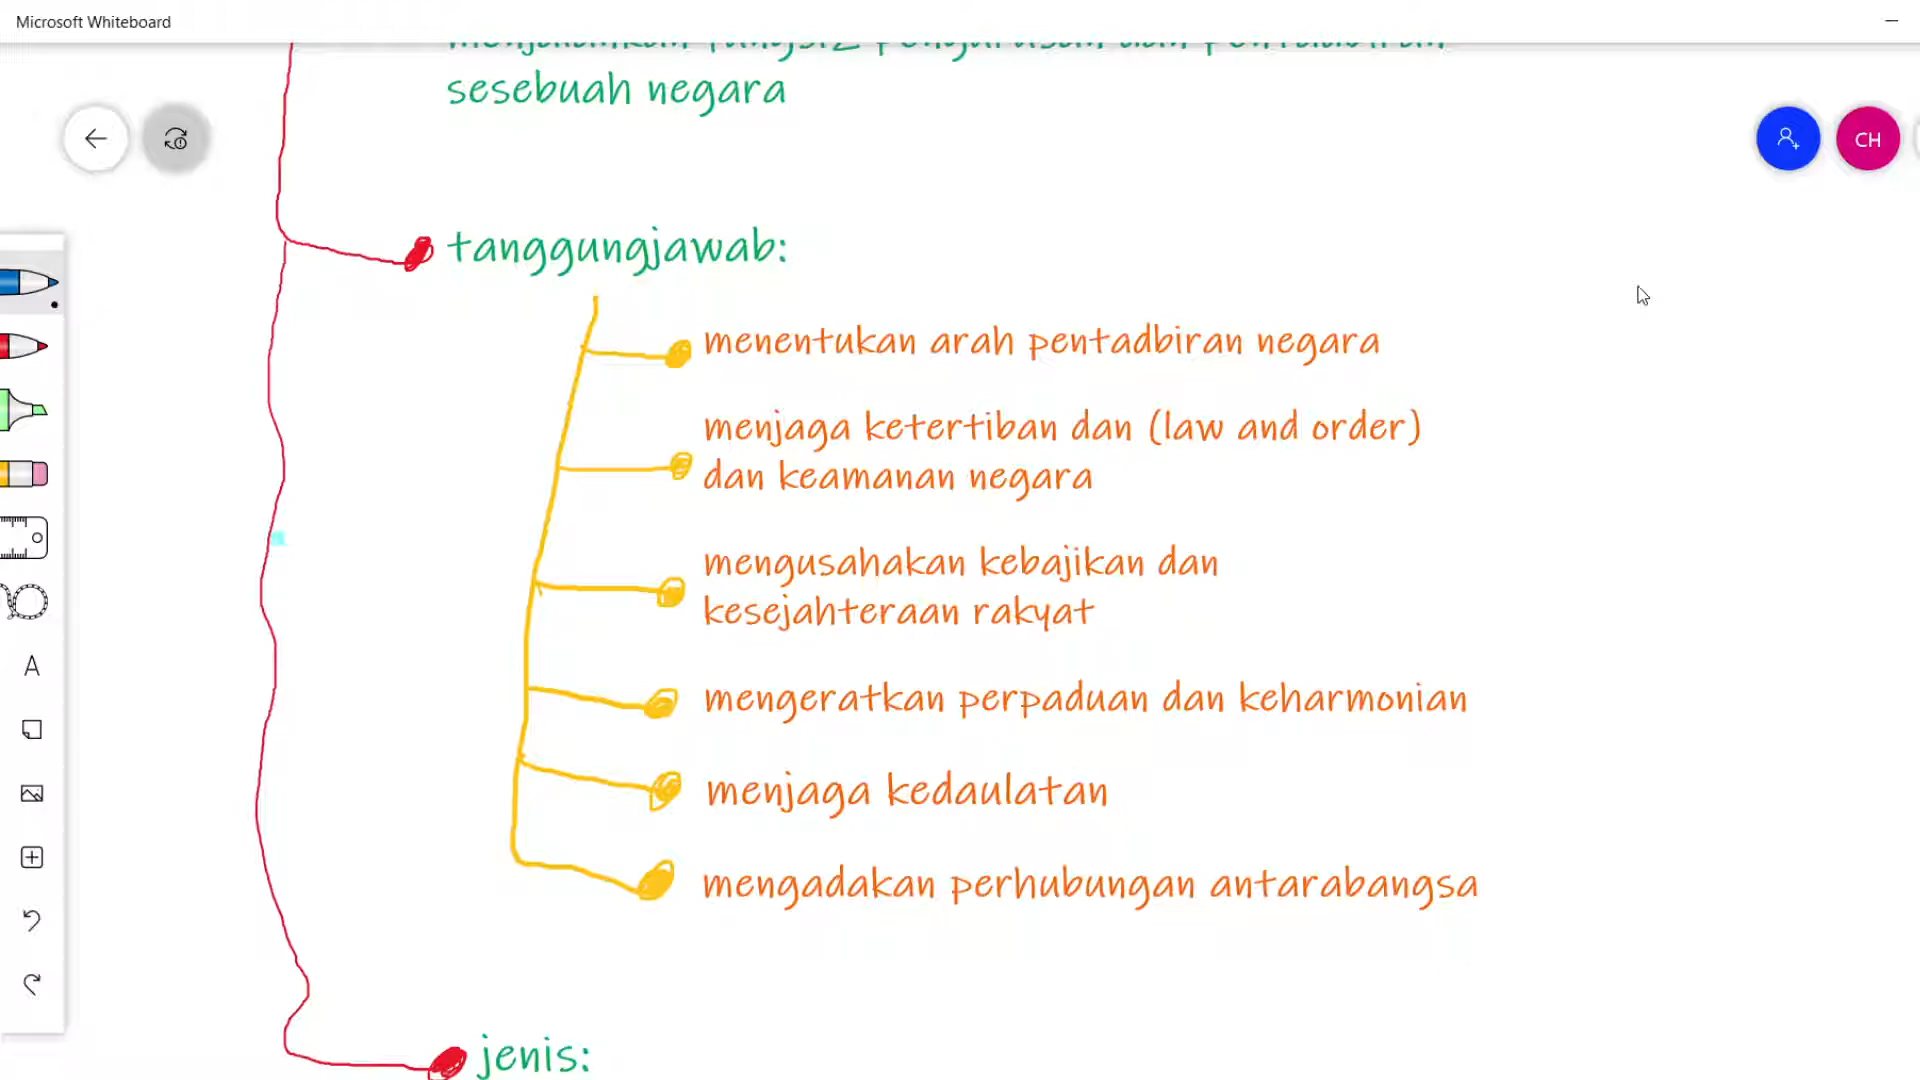 Microsoft Whiteboard
sesebuah negara
CH
tanggungjawab:
menentukan arah pentadbiran negara
menjaga ketertiban dan (law and order)
dan keamanan negara
mengusahakan kebajikan dan
kesejahteraan rakyat
mengeratkan perpaduan dan keharmonian
menjaga kedaulatan
mengadakan perhubungan antarabangsa
jenis: